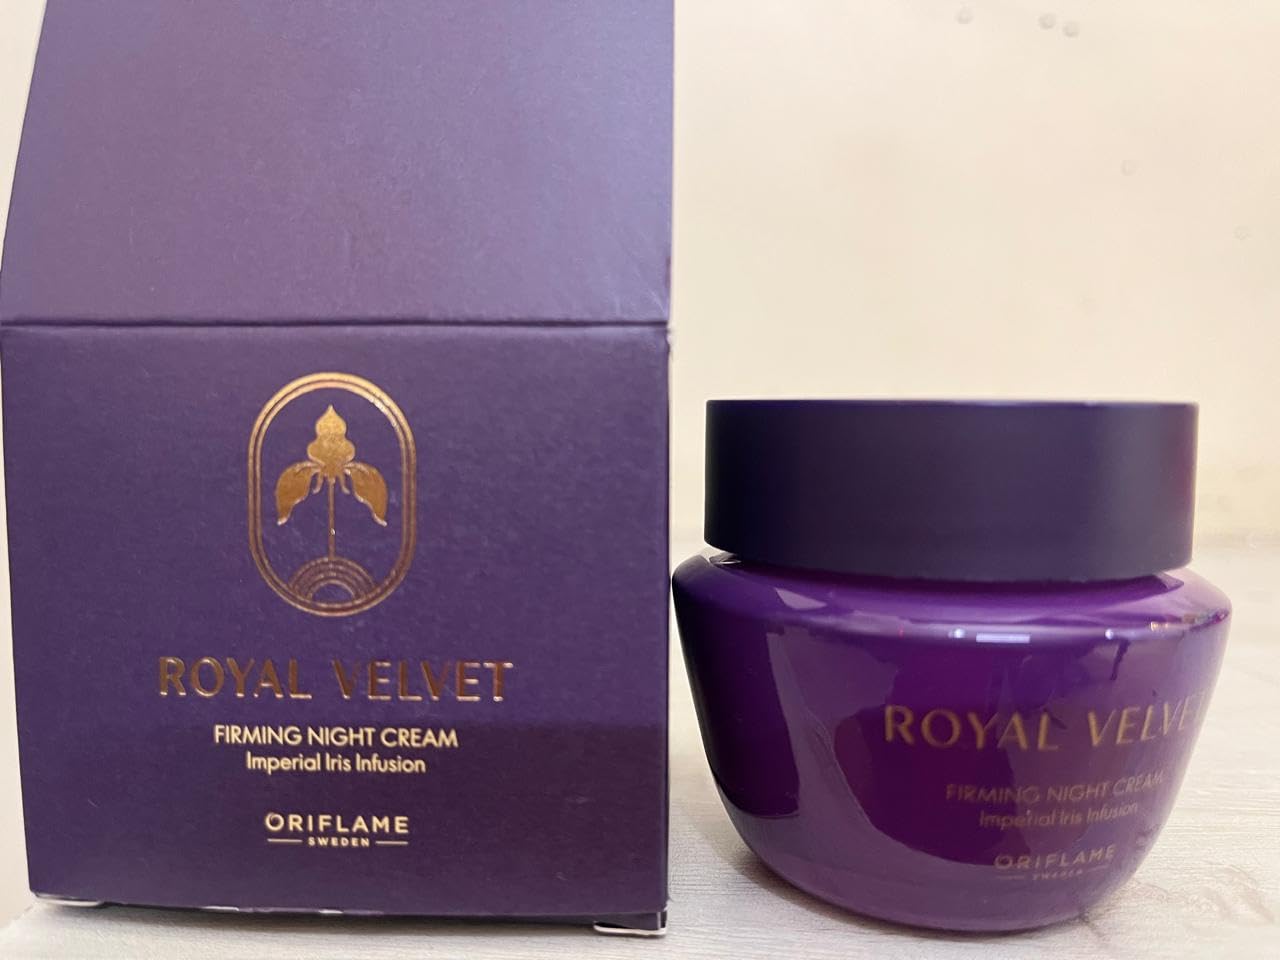 ROYAL VELVET
FIRMING NIGHT CREAM
Imperial Iris Infusion
ORIFLAME
SWEDEN
ROYAL VELVET
FIRMING NIGHT CREAM
Imperial Iris Infusion
ORIFLAME
SWEDEN